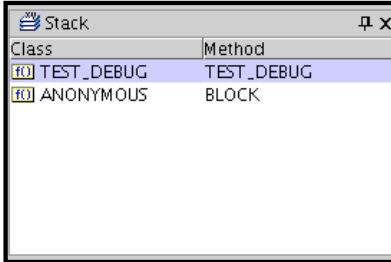 Stack
Class Method
f() TEST_DEBUG TEST_DEBUG
f() ANONYMOUS BLOCK